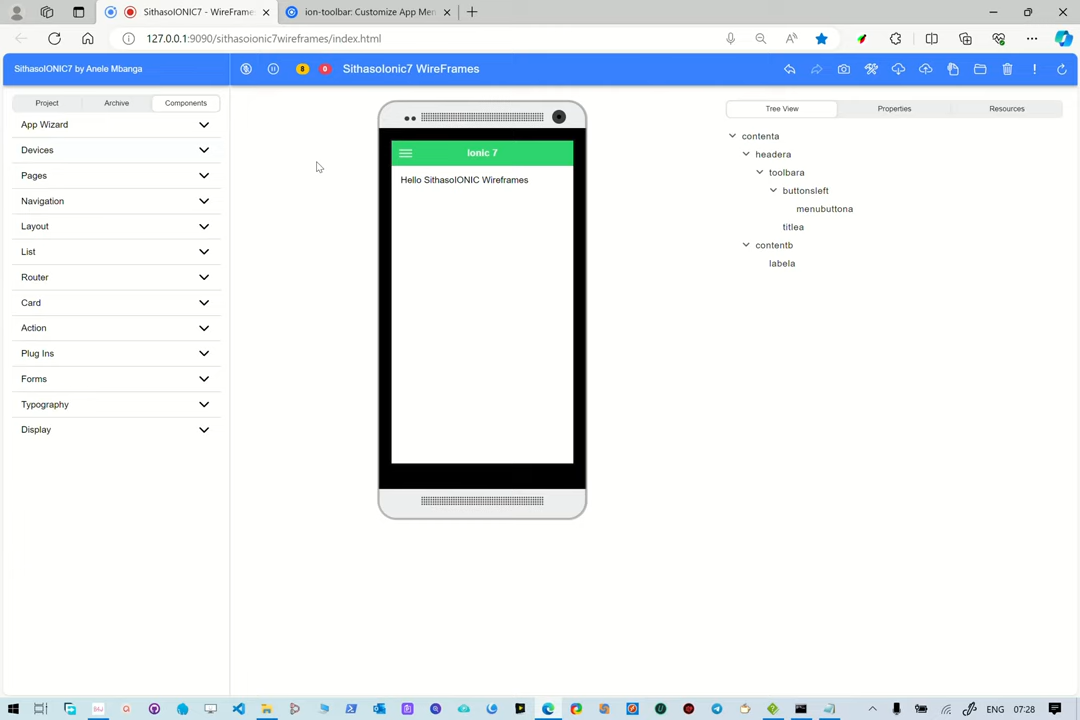 SithasoIONIC7 - WireFrames
ion-toolbar: Customize App Men
127.0.0.1:9090/sithasoionic7wireframes/index.html
SithasoIONIC7 by Anele Mbanga
8
0
SithasoIonic7 WireFrames
Project
Archive
Components
App Wizard
Devices
Pages
Navigation
Layout
List
Router
Card
Action
Plug Ins
Forms
Typography
Display
Ionic 7
Hello SithasoIONIC Wireframes
Tree View
Properties
Resources
contenta
headera
toolbara
buttonsleft
menubuttona
titlea
contentb
labela
ENG
07:28